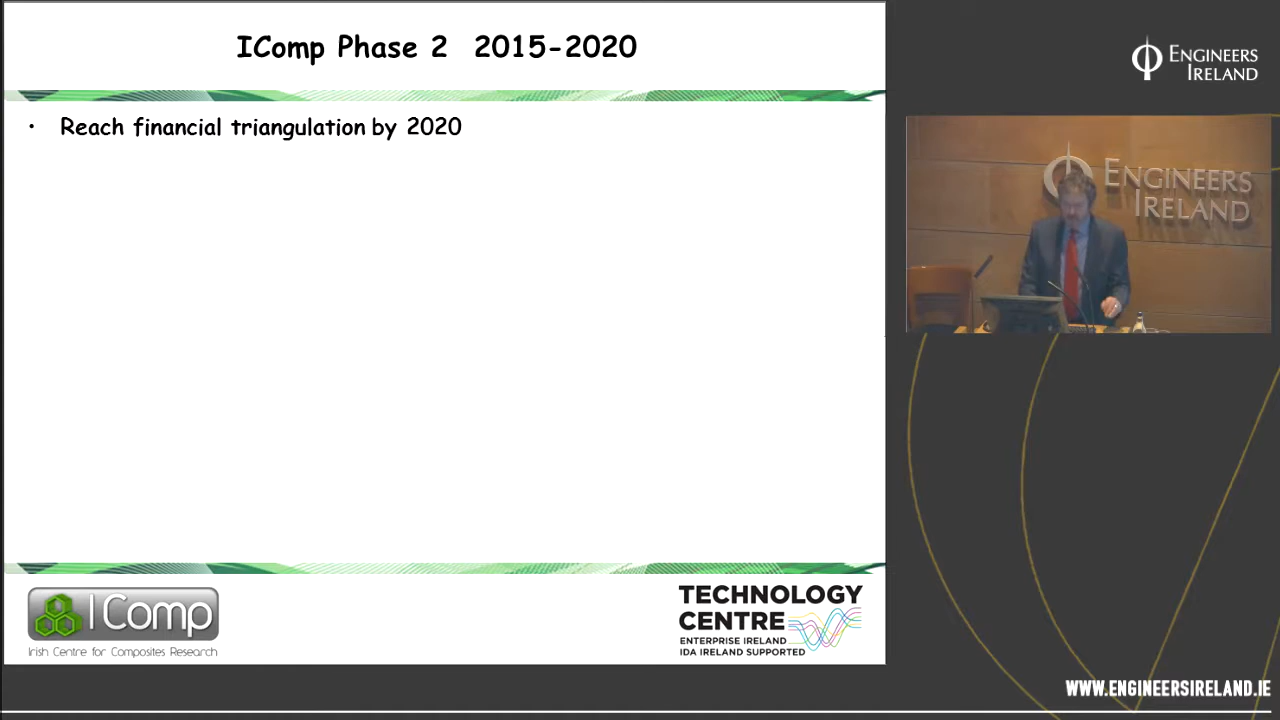 IComp Phase 2 2015-2020
• Reach financial triangulation by 2020
I Comp
Irish Centre for Composites Research
TECHNOLOGY
CENTRE
ENTERPRISE IRELAND
IDA IRELAND SUPPORTED
ENGINEERS
IRELAND
ENGINEERS
IRELAND
WWW.ENGINEERSIRELAND.IE